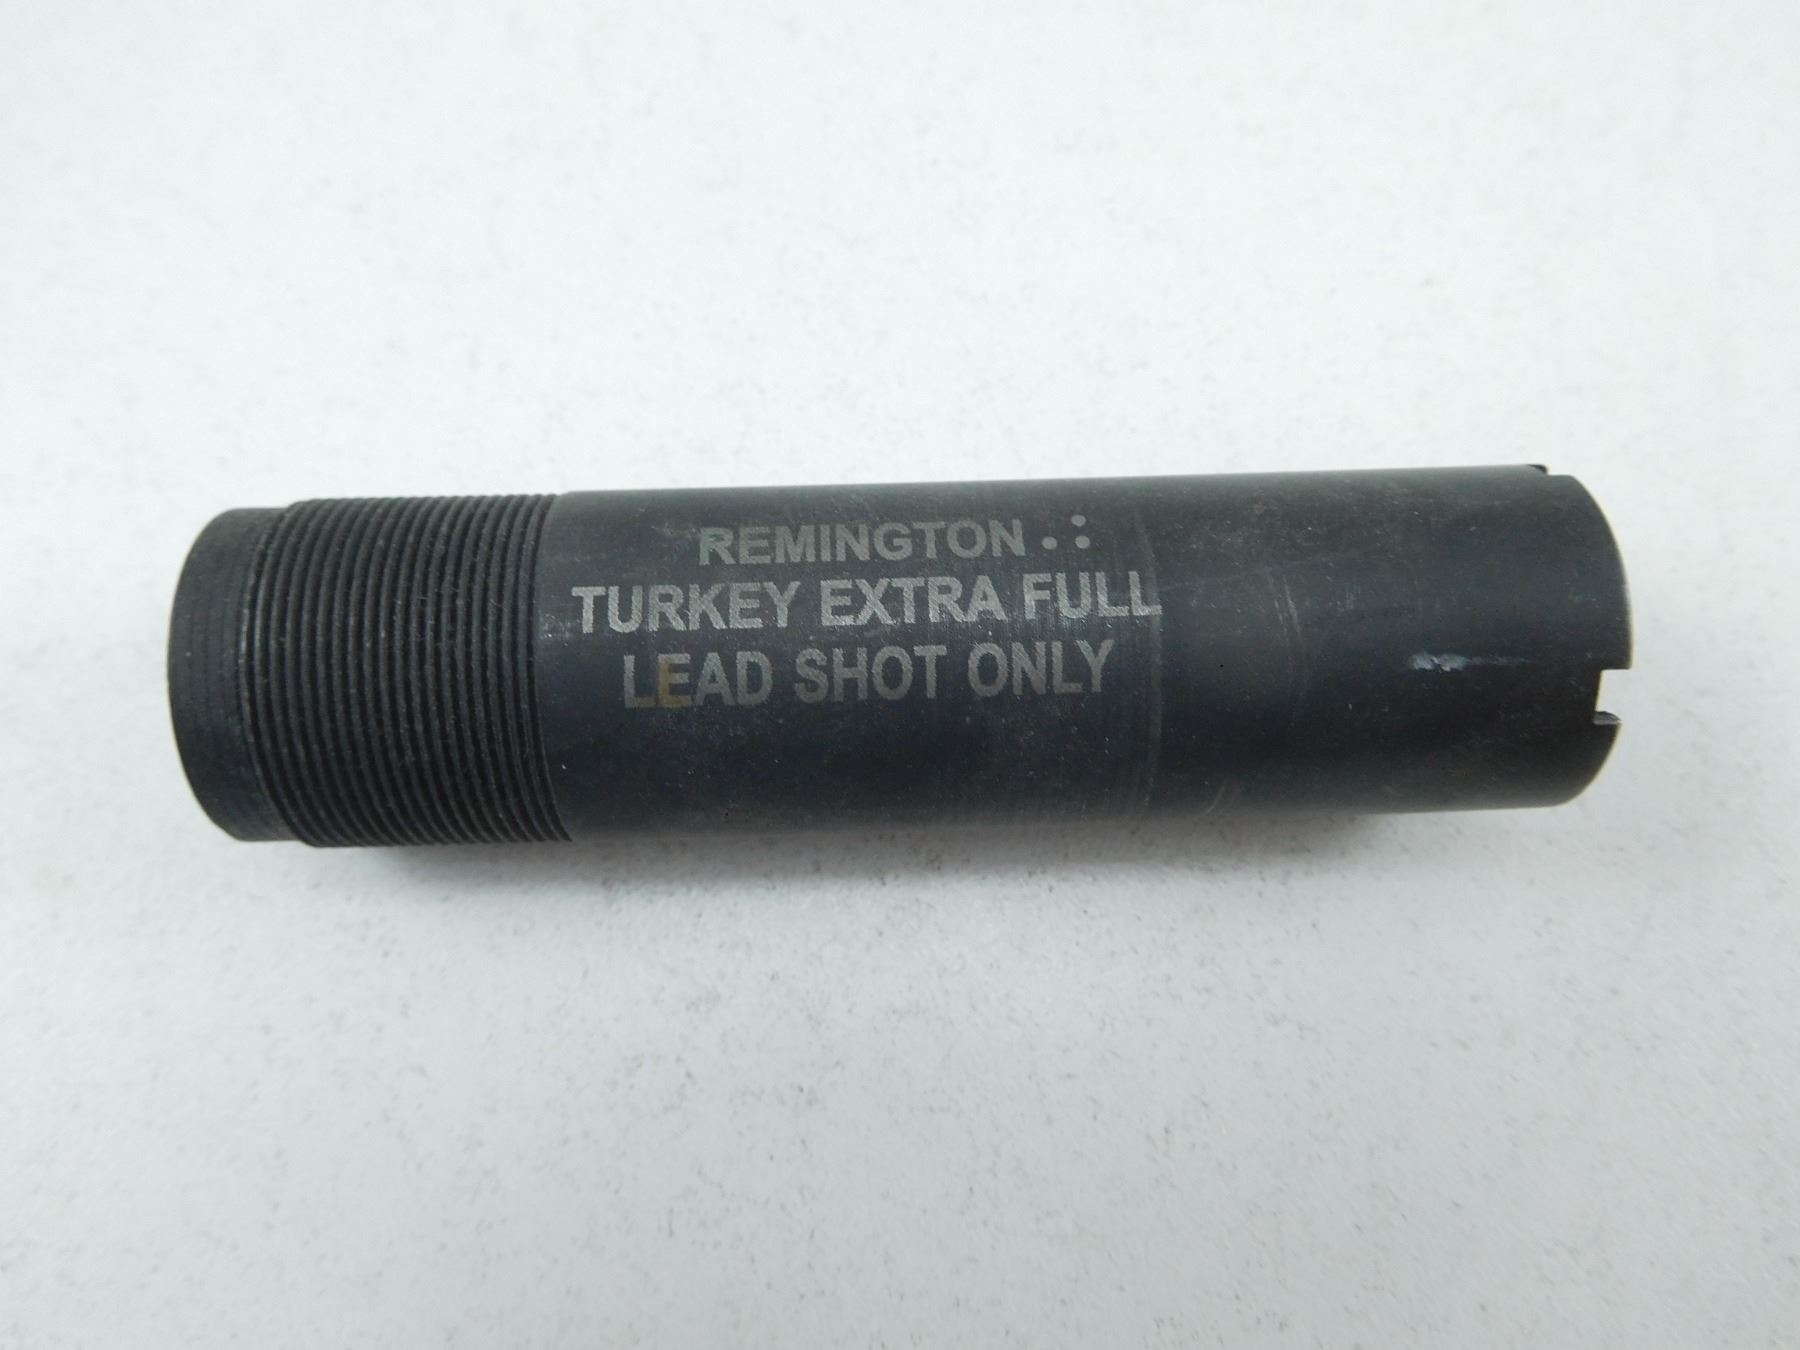 REMINGTON
TURKEY EXTRA FULL
LEAD SHOT ONLY